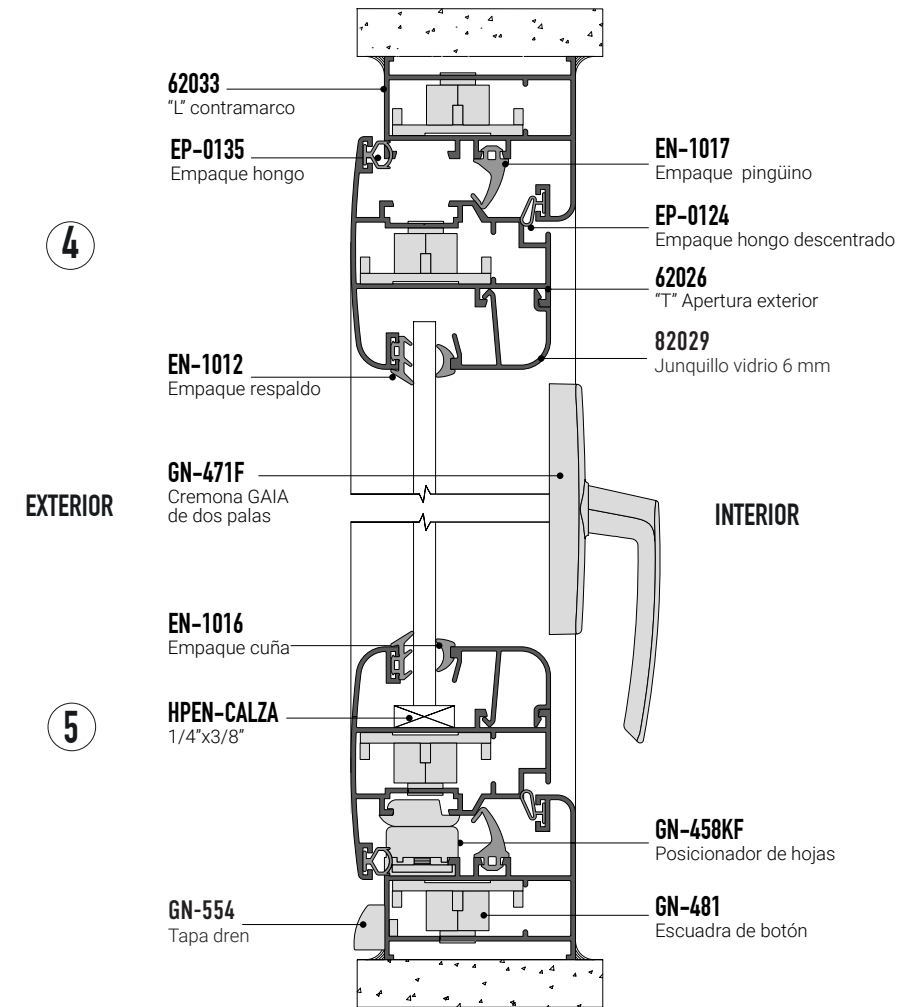 62033
“L” contramarco
EP-0135
Empaque hongo
EN-1017
Empaque pingüino
EP-0124
Empaque hongo descentrado
4
62026
“T” Apertura exterior
82029
Junquillo vidrio 6 mm
EN-1012
Empaque respaldo
GN-471F
Cremona GAIA
de dos palas
EXTERIOR
INTERIOR
EN-1016
Empaque cuña
HPEN-CALZA
1/4”x3/8”
5
GN-458KF
Posicionador de hojas
GN-554
Tapa dren
GN-481
Escuadra de botón